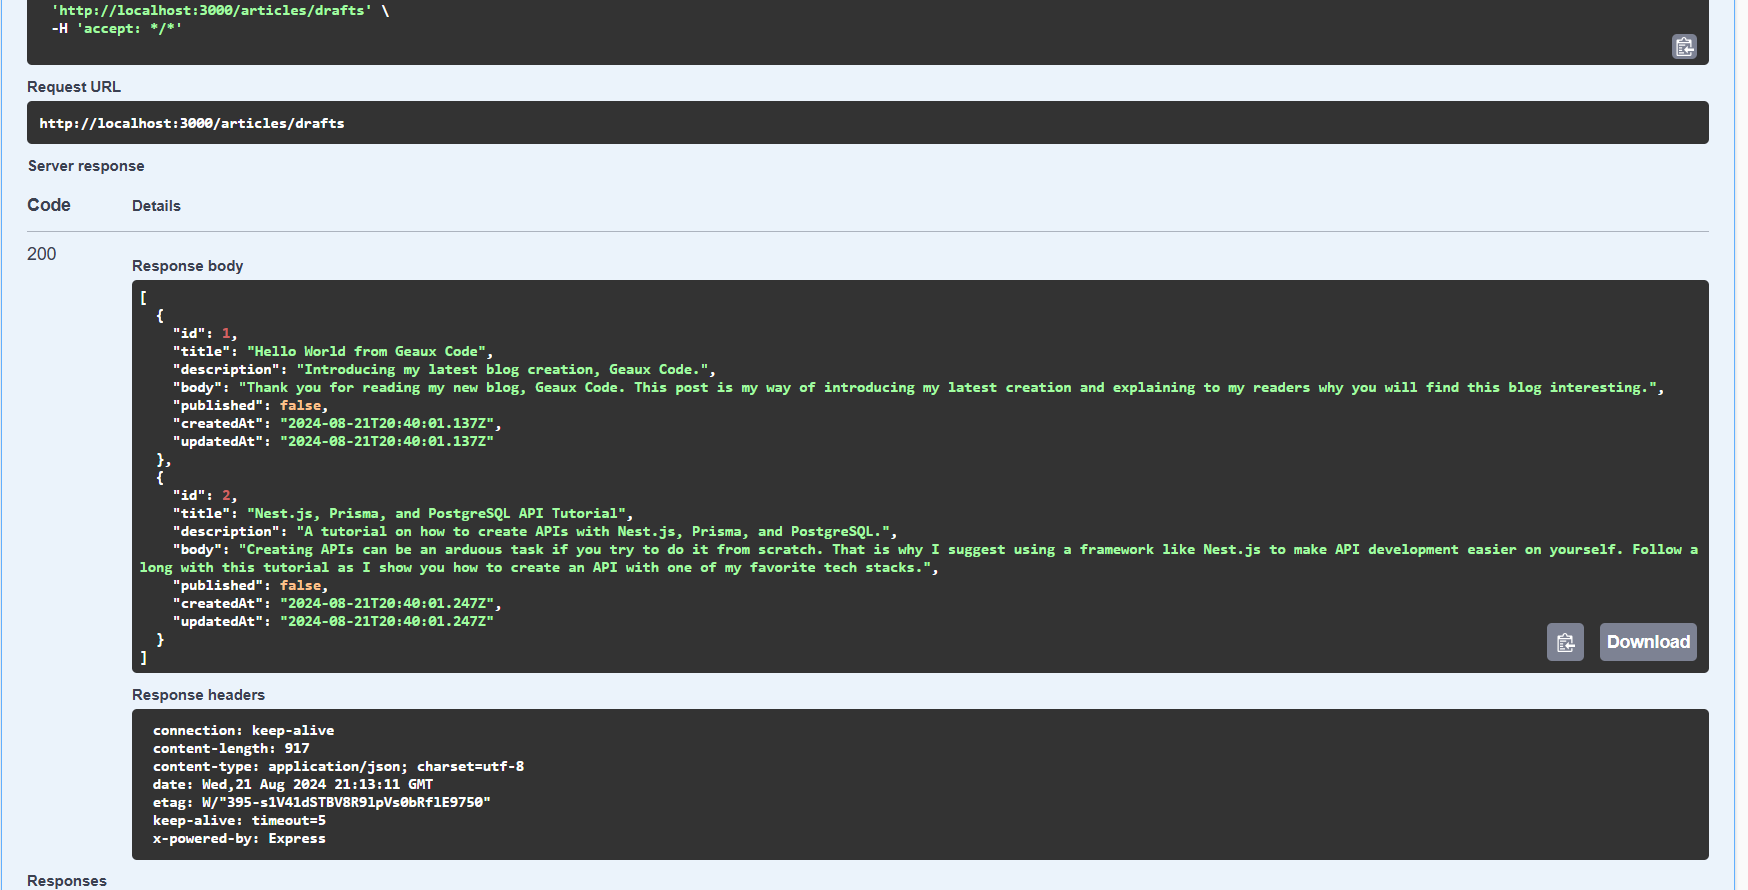 'http://localhost:3000/articles/drafts' \
-H 'accept: */*'
Request URL
http://localhost:3000/articles/drafts
Server response
Code Details
200
Response body
[
{
"id": 1,
"title": "Hello World from Geaux Code",
"description": "Introducing my latest blog creation, Geaux Code.",
"body": "Thank you for reading my new blog, Geaux Code. This post is my way of introducing my latest creation and explaining to my readers why you will find this blog interesting.",
"published": false,
"createdAt": "2024-08-21T20:40:01.137Z",
"updatedAt": "2024-08-21T20:40:01.137Z"
},
{
"id": 2,
"title": "Nest.js, Prisma, and PostgreSQL API Tutorial",
"description": "A tutorial on how to create APIs with Nest.js, Prisma, and PostgreSQL.",
"body": "Creating APIs can be an arduous task if you try to do it from scratch. That is why I suggest using a framework like Nest.js to make API development easier on yourself. Follow a
long with this tutorial as I show you how to create an API with one of my favorite tech stacks.",
"published": false,
"createdAt": "2024-08-21T20:40:01.247Z",
"updatedAt": "2024-08-21T20:40:01.247Z"
}
]
Download
Response headers
connection: keep-alive
content-length: 917
content-type: application/json; charset=utf-8
date: Wed,21 Aug 2024 21:13:11 GMT
etag: W/"395-s1V41dSTBV8R9lpVs0bRflE9750"
keep-alive: timeout=5
x-powered-by: Express
Responses